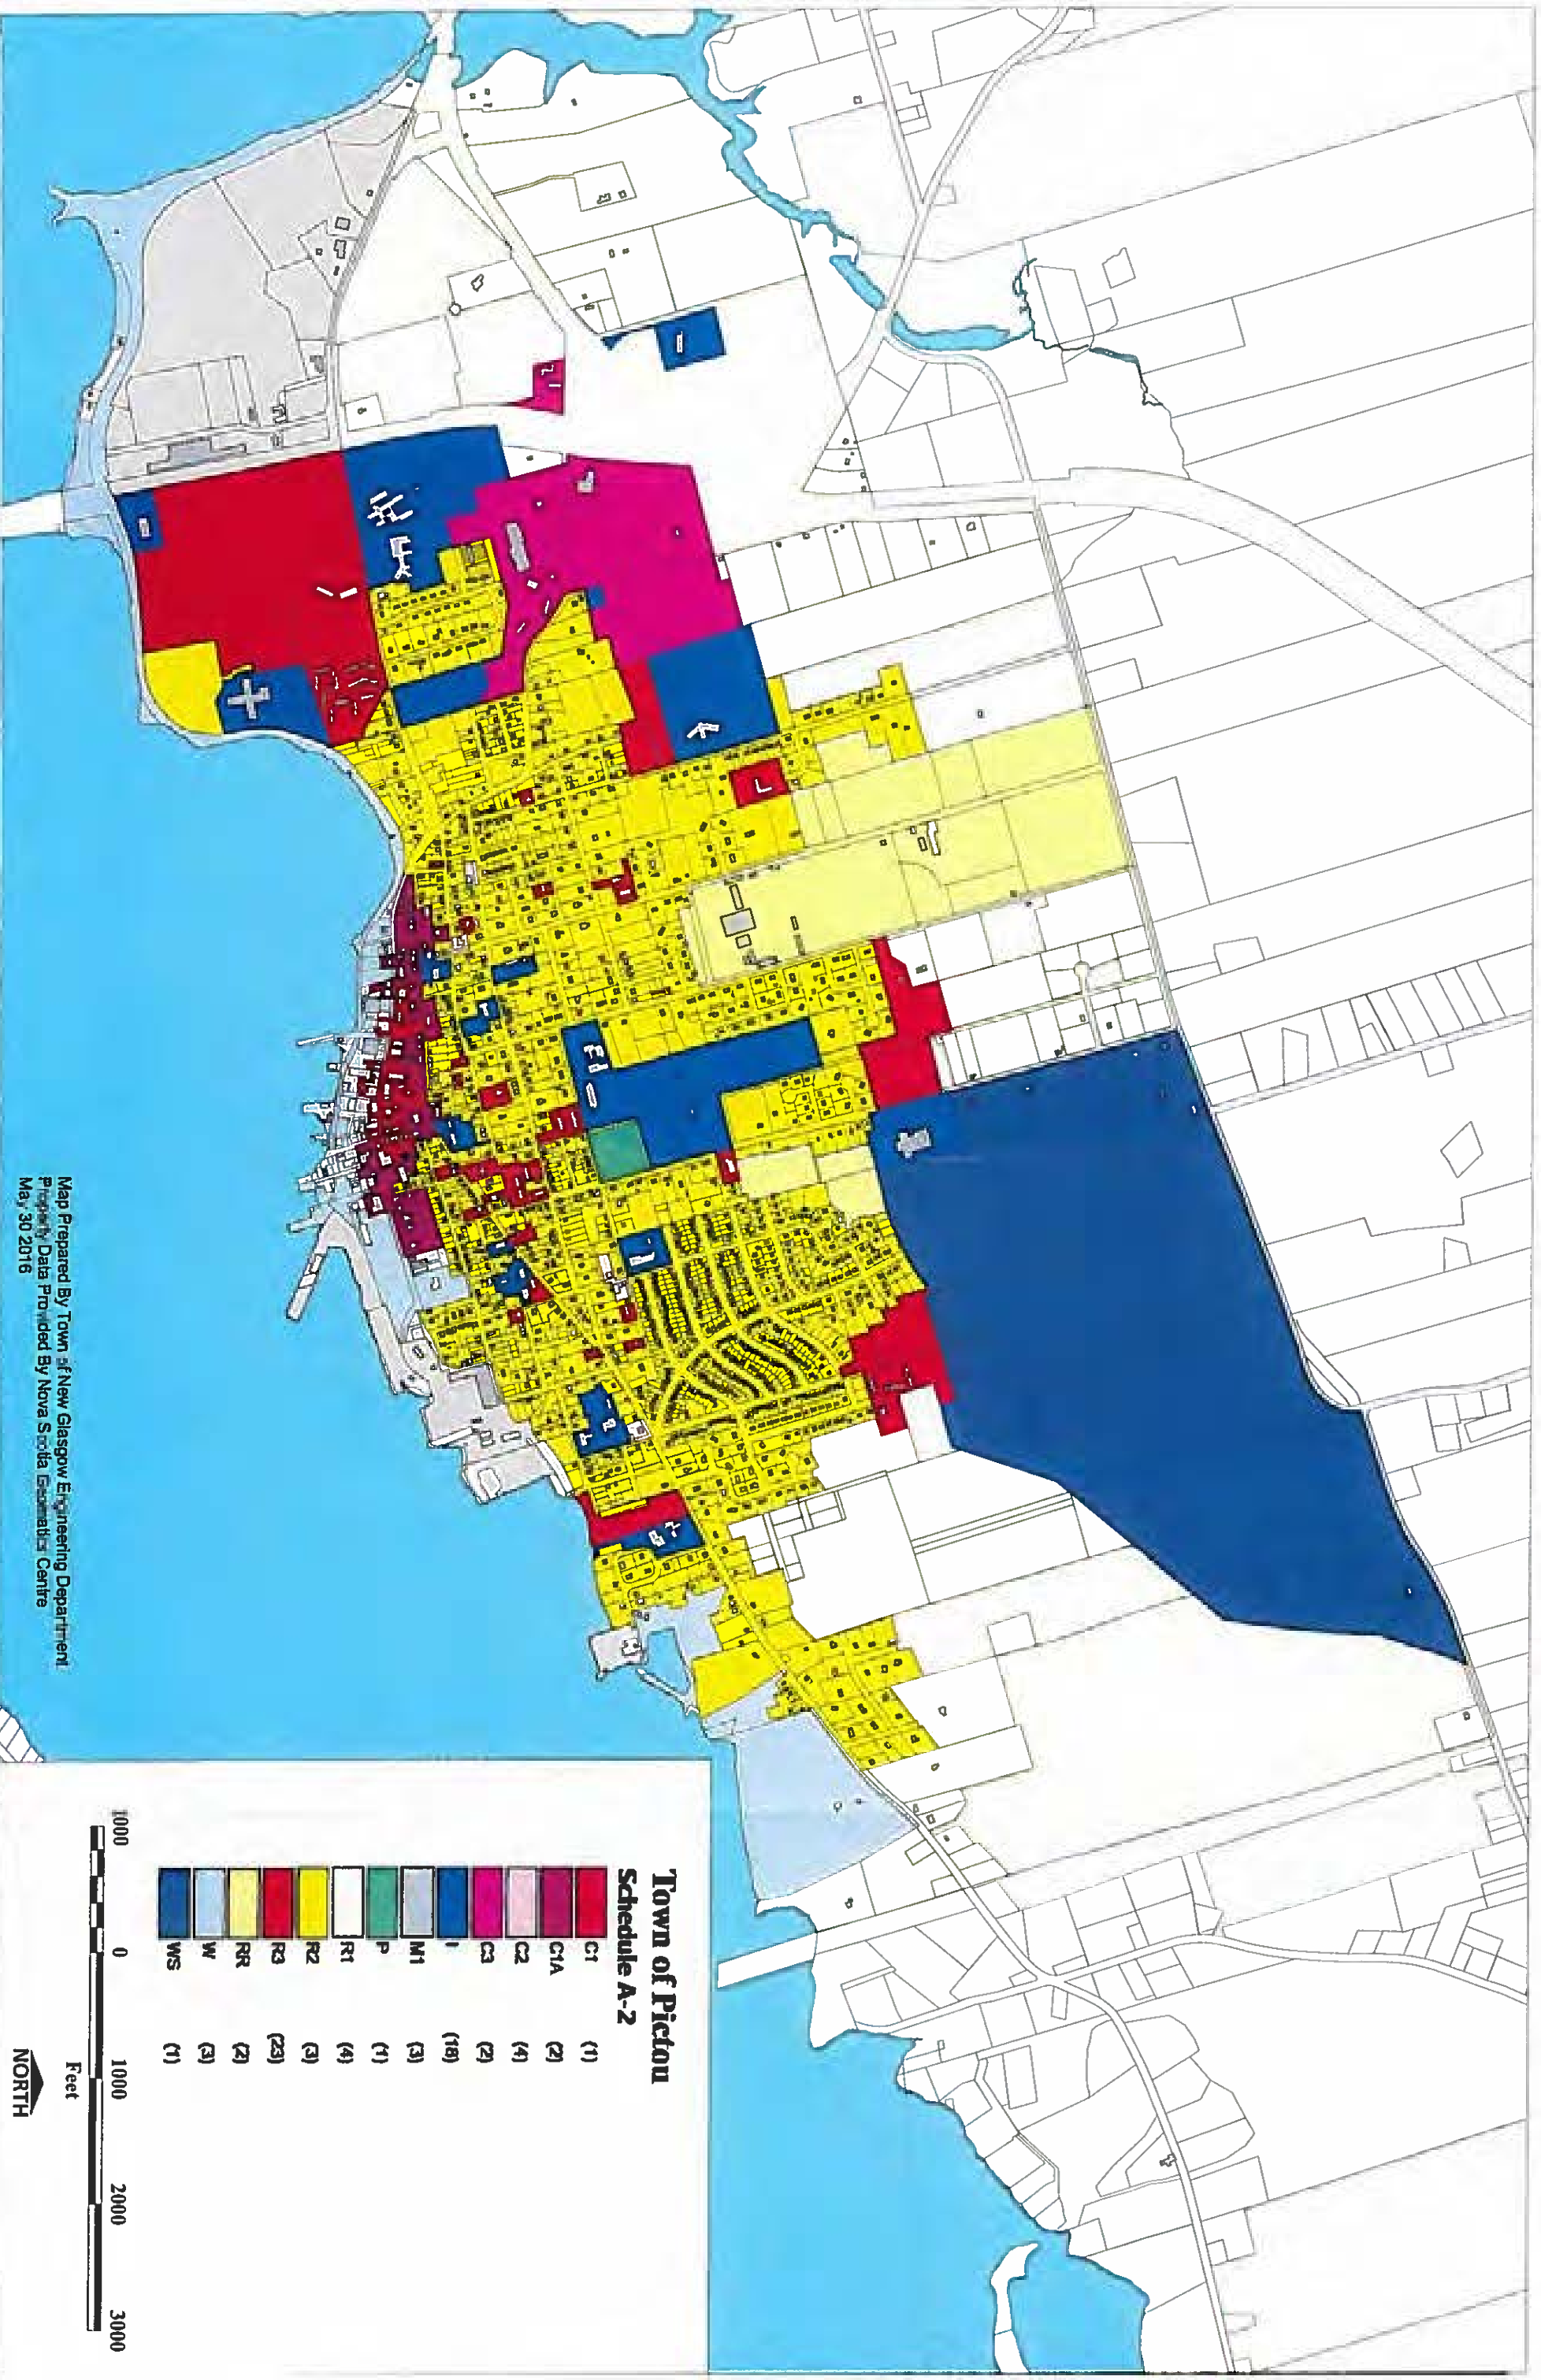 Town of Pictou
Schedule A-2
C1 (1)
C1A (2)
C2 (4)
C3 (2)
I (18)
M1 (3)
P (1)
R1 (4)
R2 (3)
R3 (23)
RR (2)
W (3)
WS (1)
1000 0 1000 2000 3000
Feet
NORTH
Map Prepared By Town of New Glasgow Engineering Department
Property Data Provided By Nova Scotia Geomatics Centre
May 30 2016